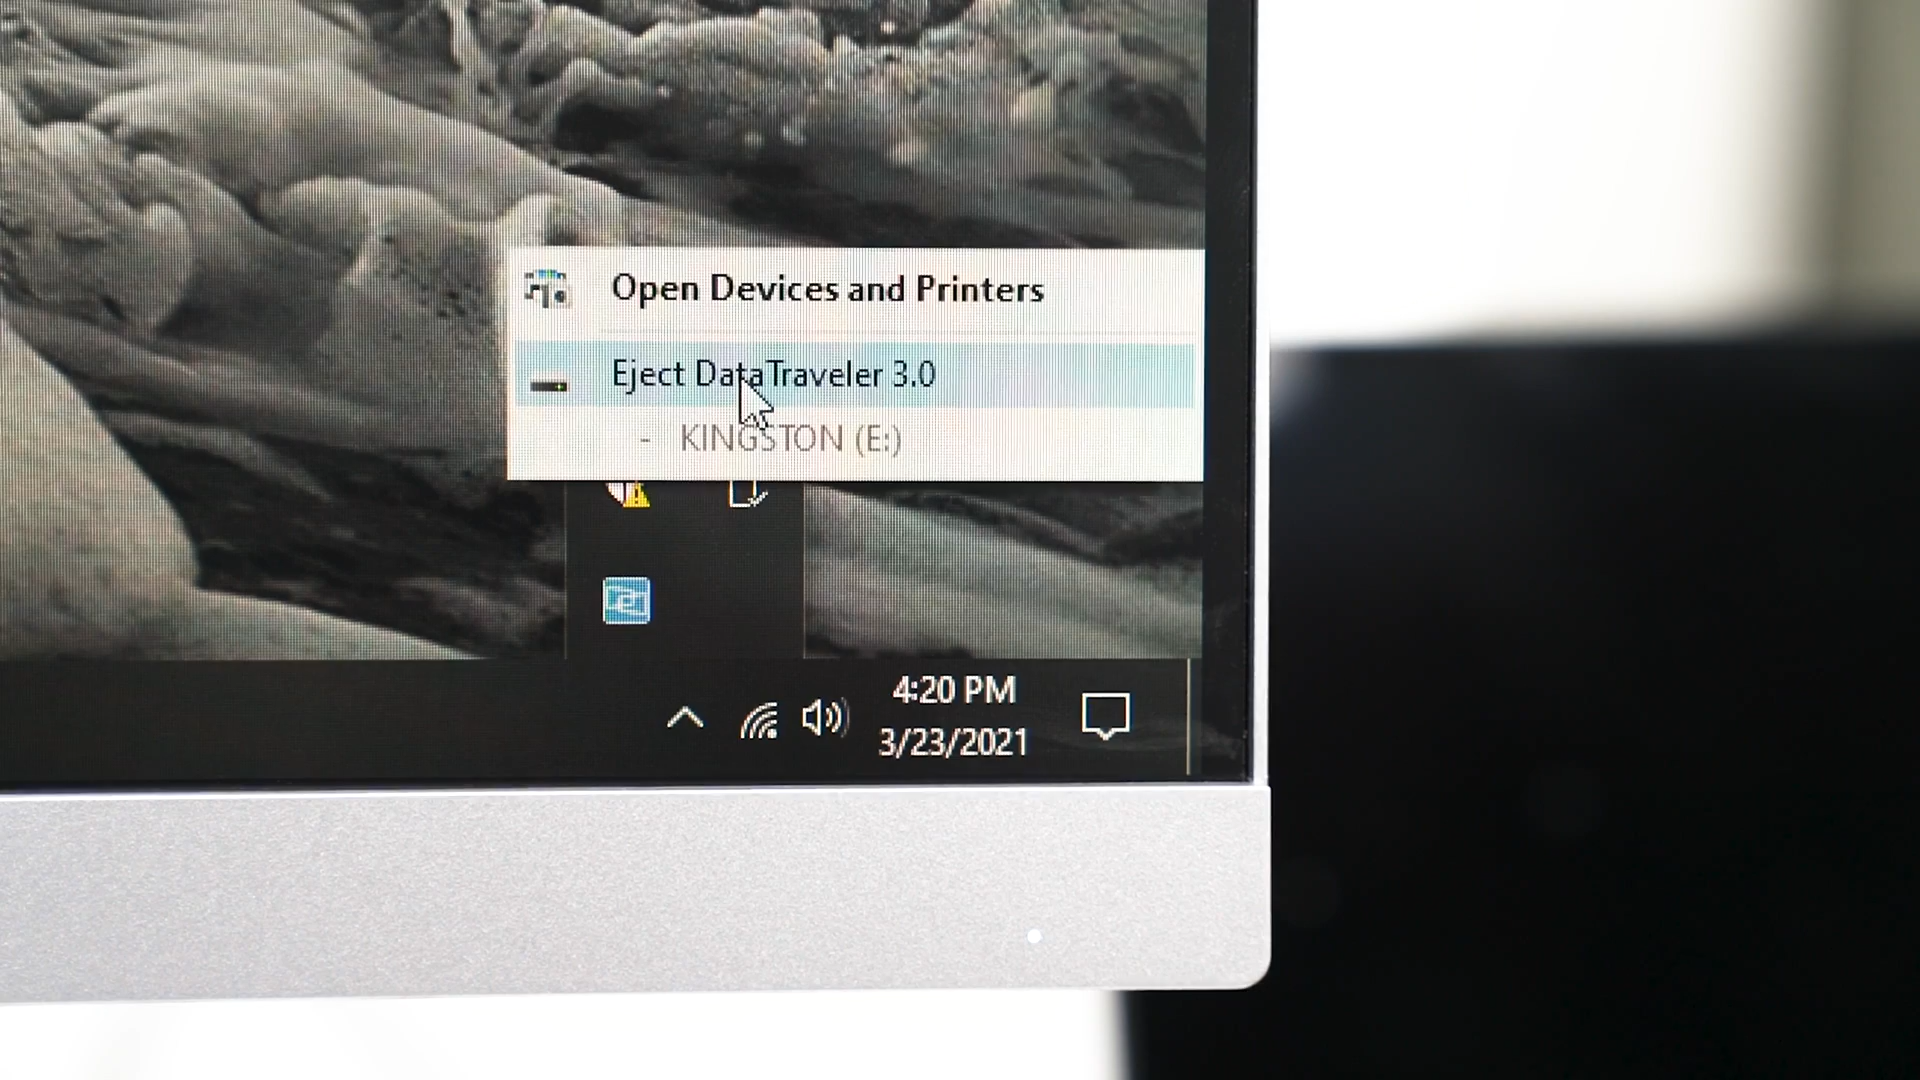 Open Devices and Printers
Eject DataTraveler 3.0
- KINGSTON (E:)
4:20 PM
3/23/2021